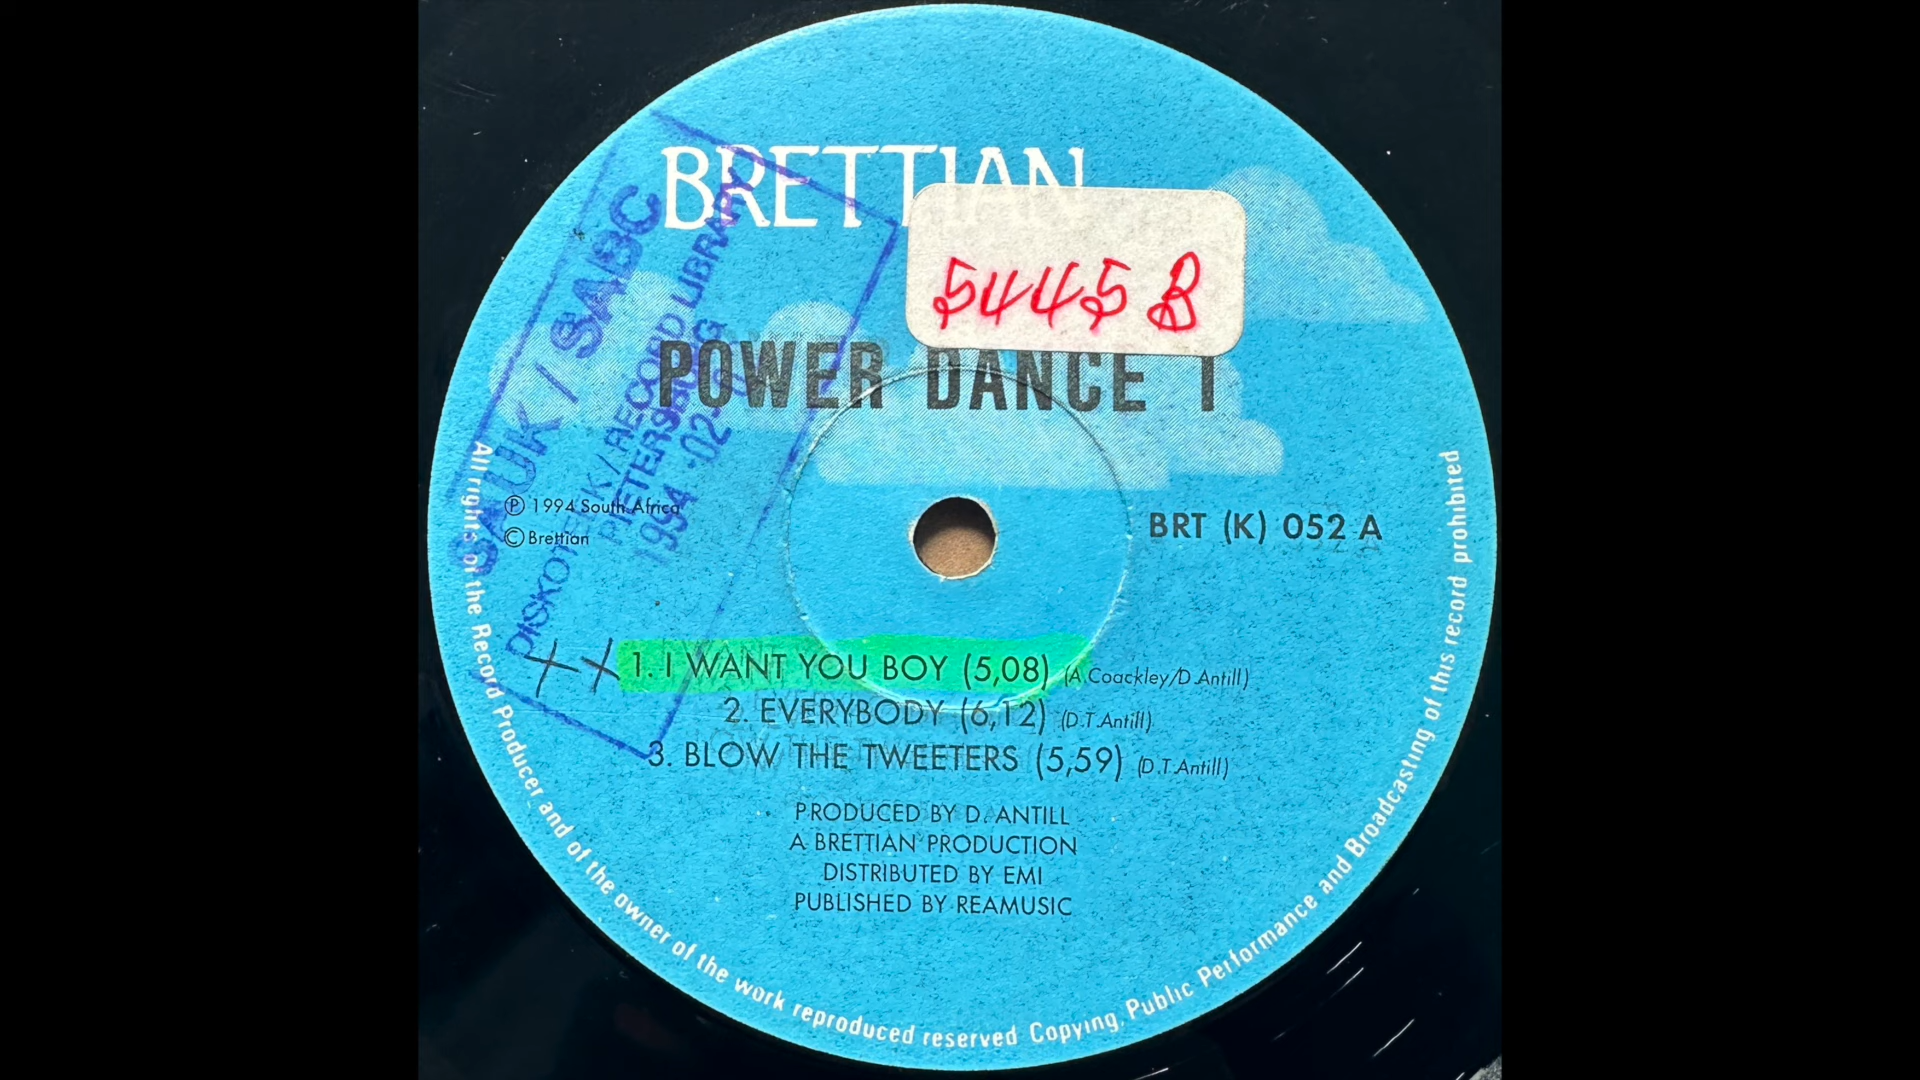 BRETTIAN
5445 B
POWER DANCE 1
SAUK / SABC
DISKOTEEK / RECORD LIBRARY
PIETERSBURG
1994 -02-
℗ 1994 South Africa
© Brettian
BRT (K) 052 A
++ 1. I WANT YOU BOY (5,08) (A.Coackley/D.Antill)
2. EVERYBODY (6,12) (D.T.Antill)
3. BLOW THE TWEETERS (5,59) (D.T.Antill)
PRODUCED BY D. ANTILL
A BRETTIAN PRODUCTION
DISTRIBUTED BY EMI
PUBLISHED BY REAMUSIC
All rights of the Record Producer and of the owner of the work reproduced reserved Copying, Public Performance and Broadcasting of this record prohibited